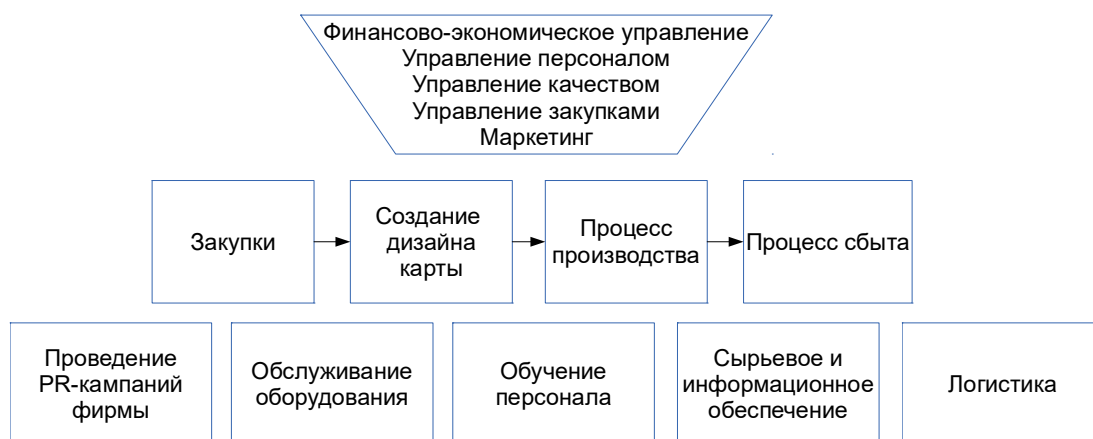 Финансово-экономическое управление
Управление персоналом
Управление качеством
Управление закупками
Маркетинг
Закупки
Создание
дизайна
карты
Процесс
производства
Процесс сбыта
Проведение
PR-кампаний
фирмы
Обслуживание
оборудования
Обучение
персонала
Сырьевое и
информационное
обеспечение
Логистика